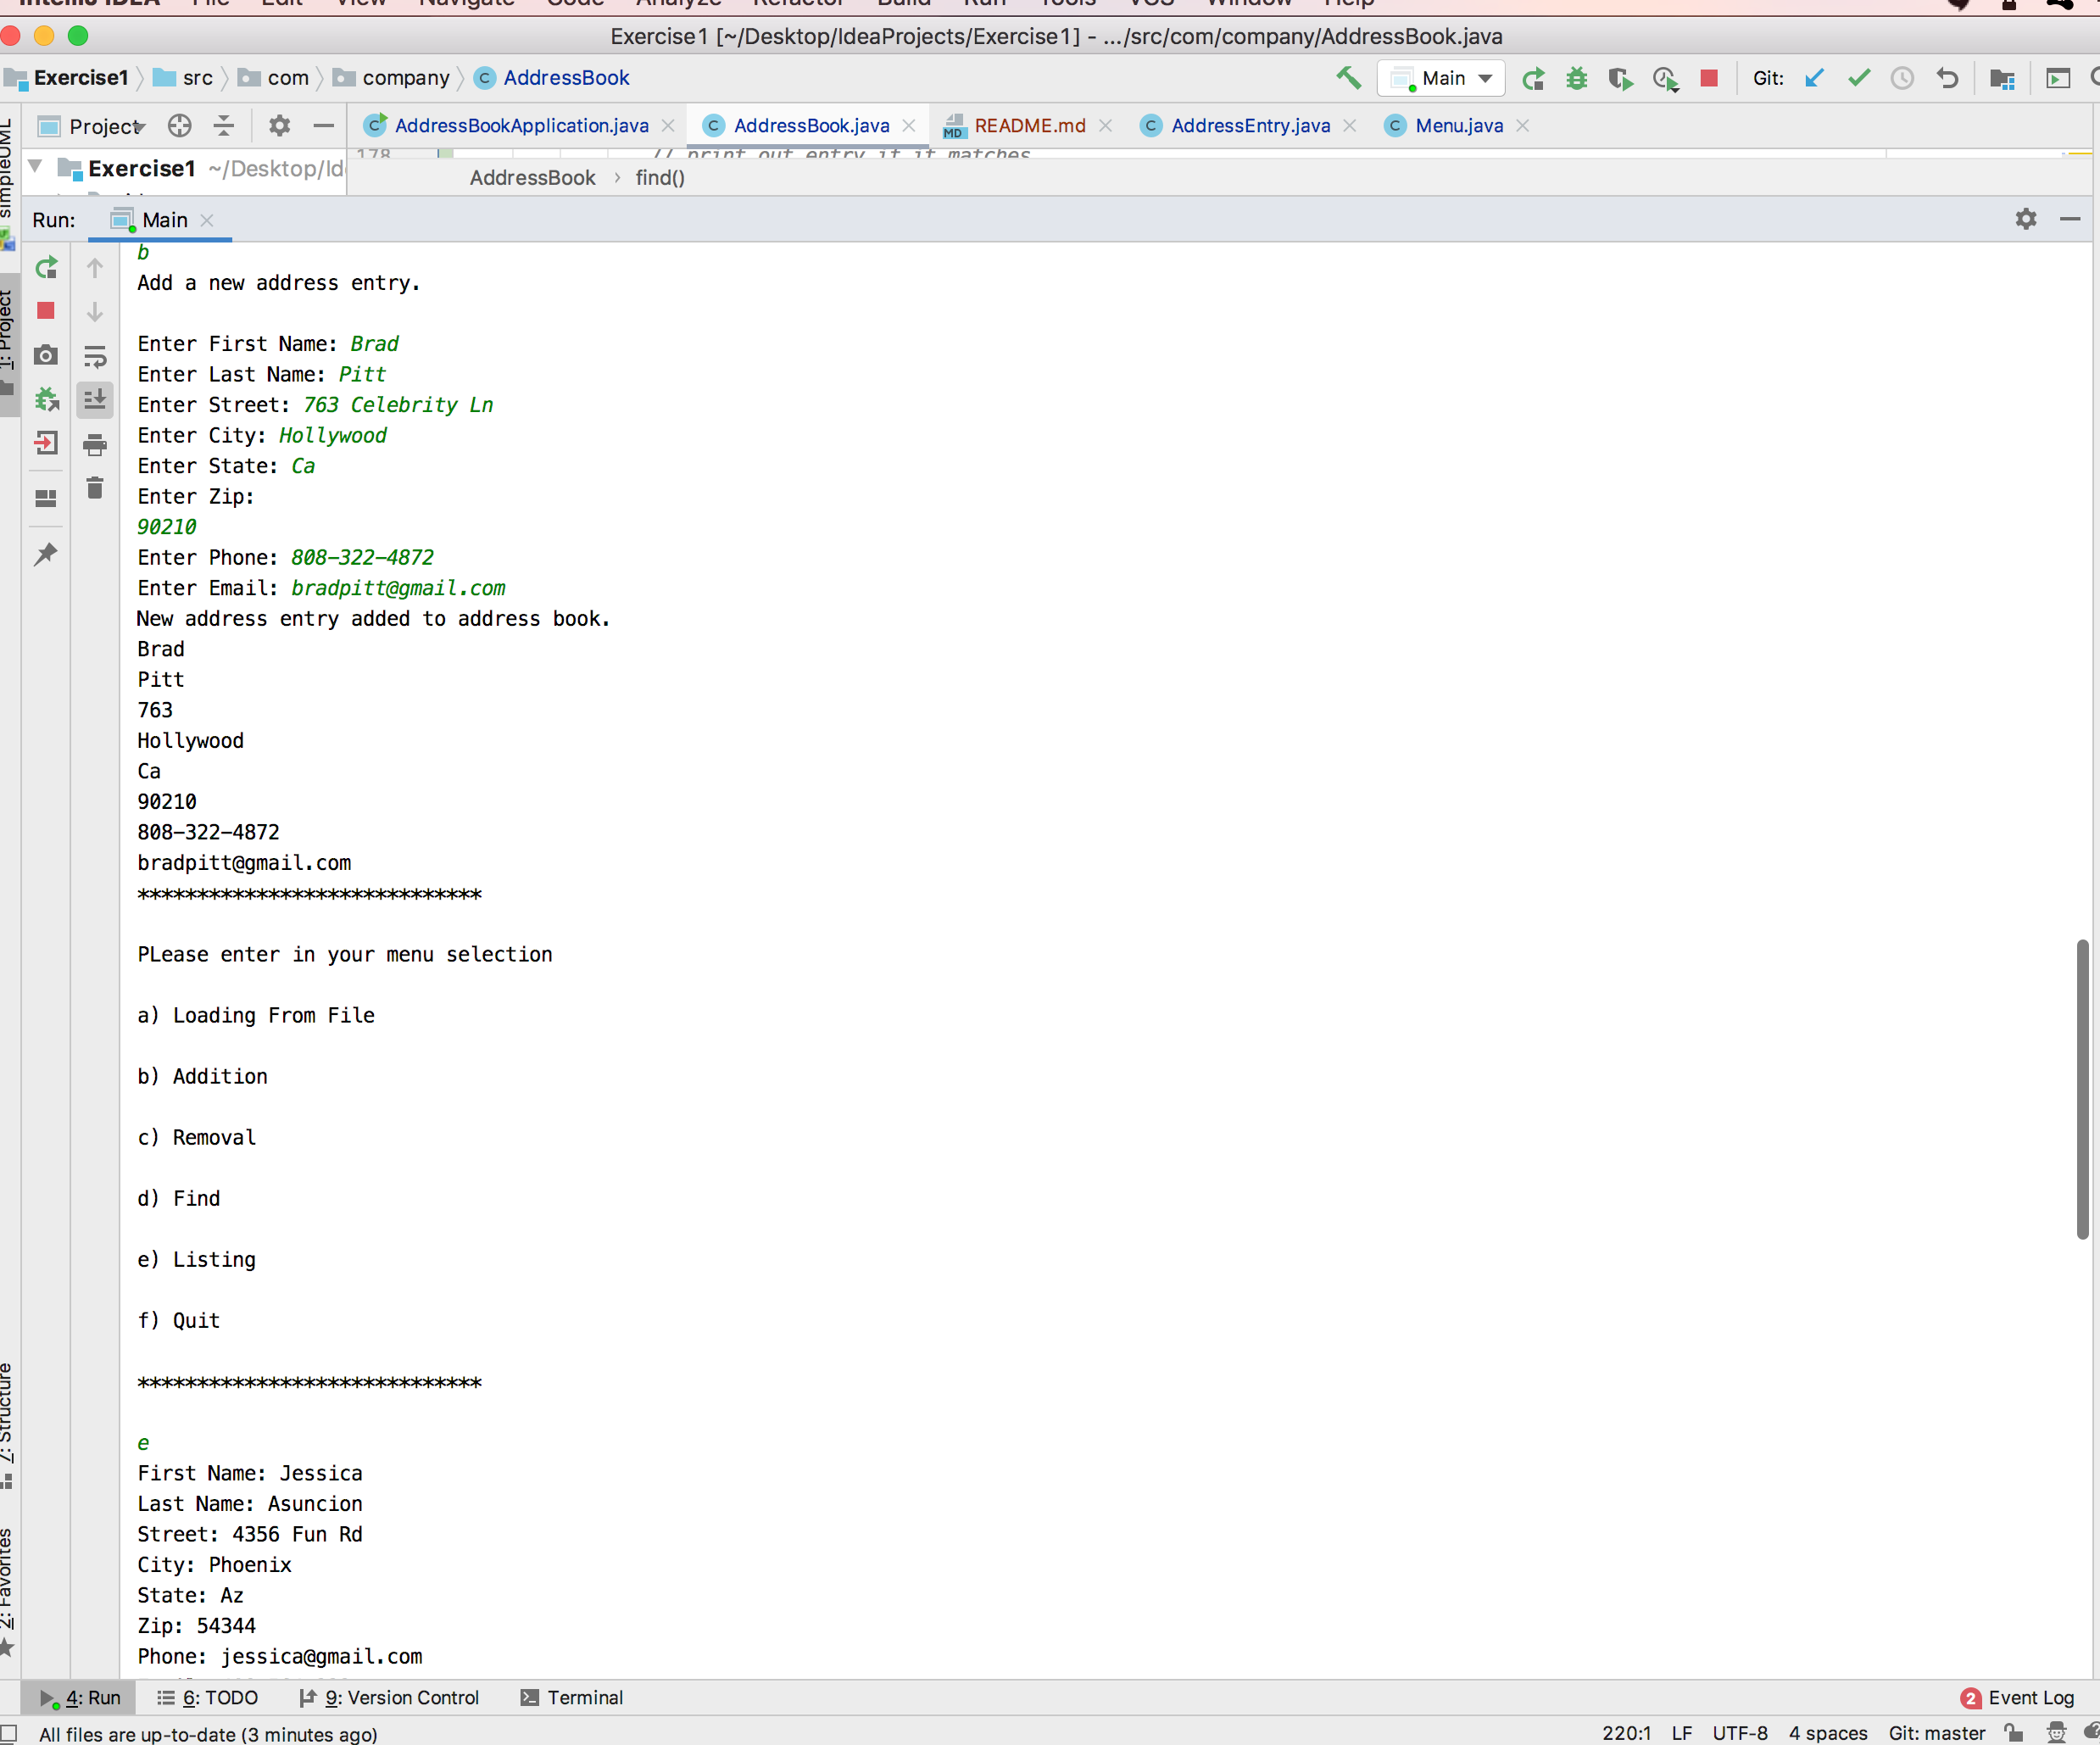 IntelliJ IDEA File Edit View Navigate Code Analyze Refactor Build Run Tools VCS Window Help
Exercise1 [~/Desktop/IdeaProjects/Exercise1] - .../src/com/company/AddressBook.java
Exercise1 src com company AddressBook Main Git:
Project AddressBookApplication.java AddressBook.java README.md AddressEntry.java Menu.java
Exercise1 ~/Desktop/Id 178 // print out entry if it matches
AddressBook › find()
simpleUML
1: Project
7: Structure
2: Favorites
Run: Main
b
Add a new address entry.
Enter First Name: Brad
Enter Last Name: Pitt
Enter Street: 763 Celebrity Ln
Enter City: Hollywood
Enter State: Ca
Enter Zip:
90210
Enter Phone: 808-322-4872
Enter Email: bradpitt@gmail.com
New address entry added to address book.
Brad
Pitt
763
Hollywood
Ca
90210
808-322-4872
bradpitt@gmail.com
*****************************
PLease enter in your menu selection
a) Loading From File
b) Addition
c) Removal
d) Find
e) Listing
f) Quit
*****************************
e
First Name: Jessica
Last Name: Asuncion
Street: 4356 Fun Rd
City: Phoenix
State: Az
Zip: 54344
Phone: jessica@gmail.com
4: Run 6: TODO 9: Version Control Terminal 2 Event Log
All files are up-to-date (3 minutes ago) 220:1 LF UTF-8 4 spaces Git: master